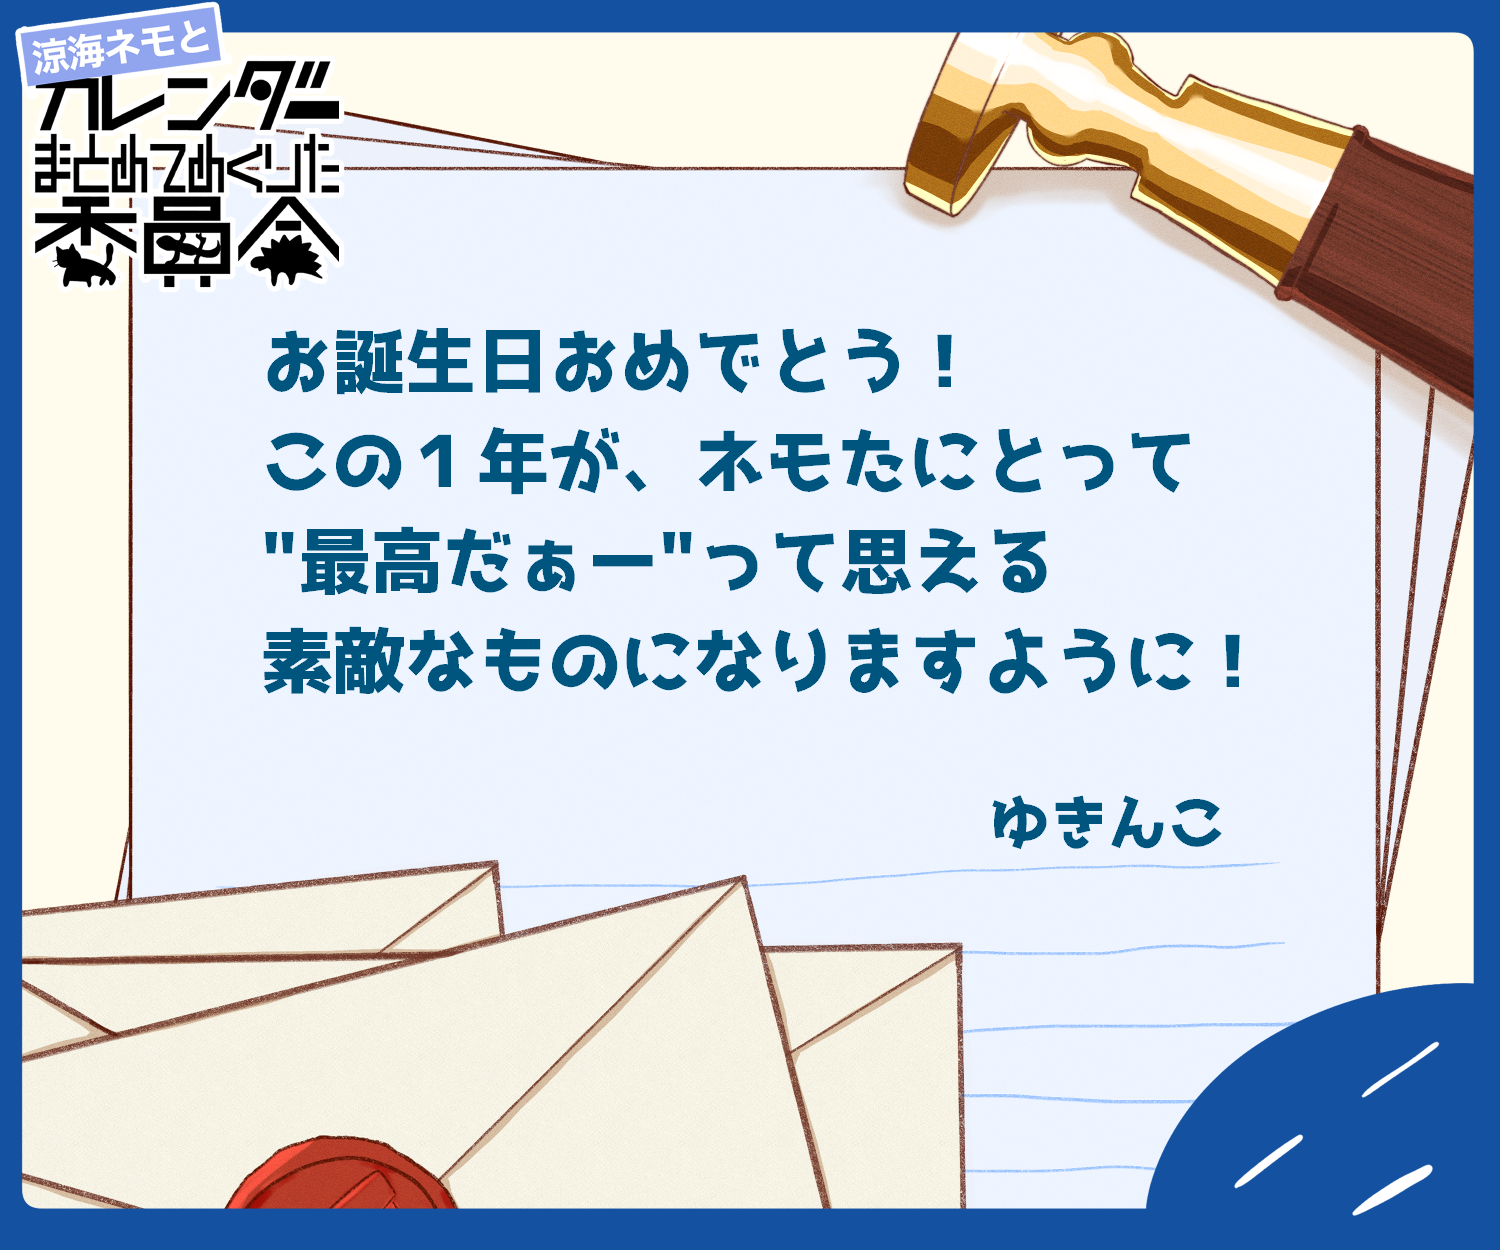 涼海ネモと
カレンダー
まとめてめくりた
委員会
お誕生日おめでとう！
この１年が、ネモたにとって
"最高だぁー"って思える
素敵なものになりますように！
ゆきんこ